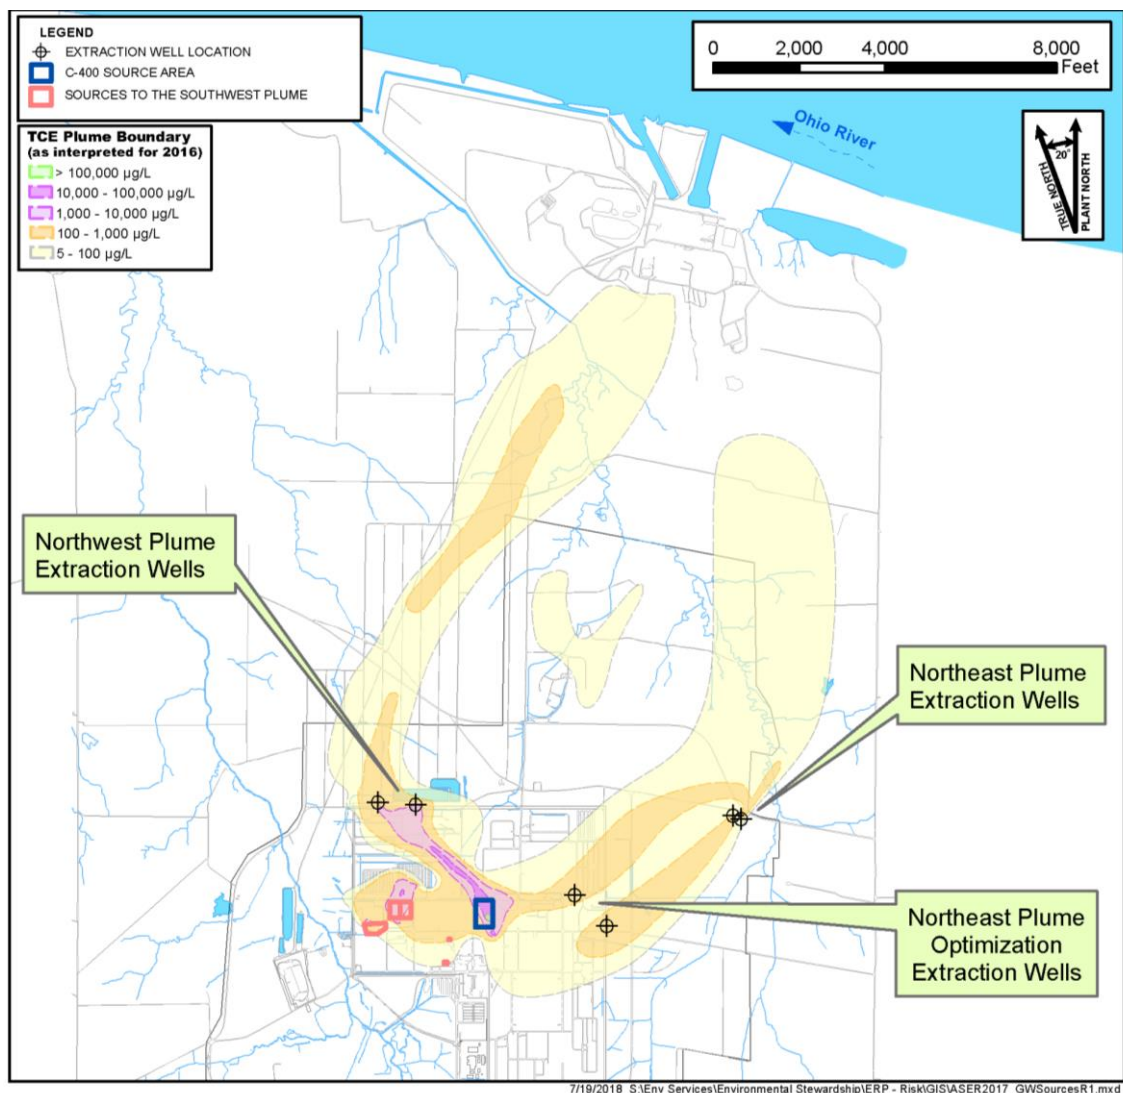 LEGEND
EXTRACTION WELL LOCATION
C-400 SOURCE AREA
SOURCES TO THE SOUTHWEST PLUME
0 2,000 4,000 8,000
Feet
TCE Plume Boundary
(as interpreted for 2016)
> 100,000 µg/L
10,000 - 100,000 µg/L
1,000 - 10,000 µg/L
100 - 1,000 µg/L
5 - 100 µg/L
Ohio River
20°
TRUE NORTH
PLANT NORTH
Northwest Plume
Extraction Wells
Northeast Plume
Extraction Wells
Northeast Plume
Optimization
Extraction Wells
7/19/2018 S:\Env Services\Environmental Stewardship\ERP - Risk\GIS\ASER2017_GWSourcesR1.mxd